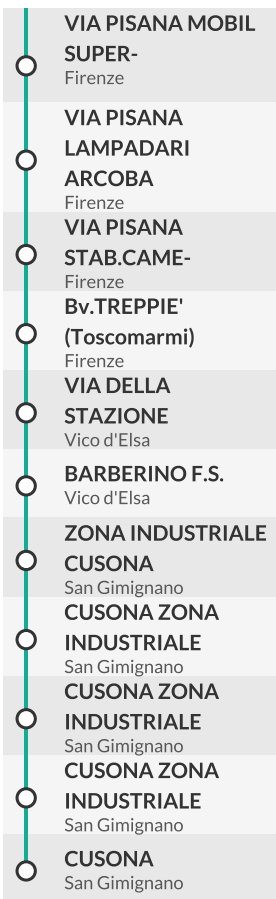 VIA PISANA MOBIL
SUPER-
Firenze
VIA PISANA
LAMPADARI
ARCOBA
Firenze
VIA PISANA
STAB.CAME-
Firenze
Bv.TREPPIE'
(Toscomarmi)
Firenze
VIA DELLA
STAZIONE
Vico d'Elsa
BARBERINO F.S.
Vico d'Elsa
ZONA INDUSTRIALE
CUSONA
San Gimignano
CUSONA ZONA
INDUSTRIALE
San Gimignano
CUSONA ZONA
INDUSTRIALE
San Gimignano
CUSONA ZONA
INDUSTRIALE
San Gimignano
CUSONA
San Gimignano